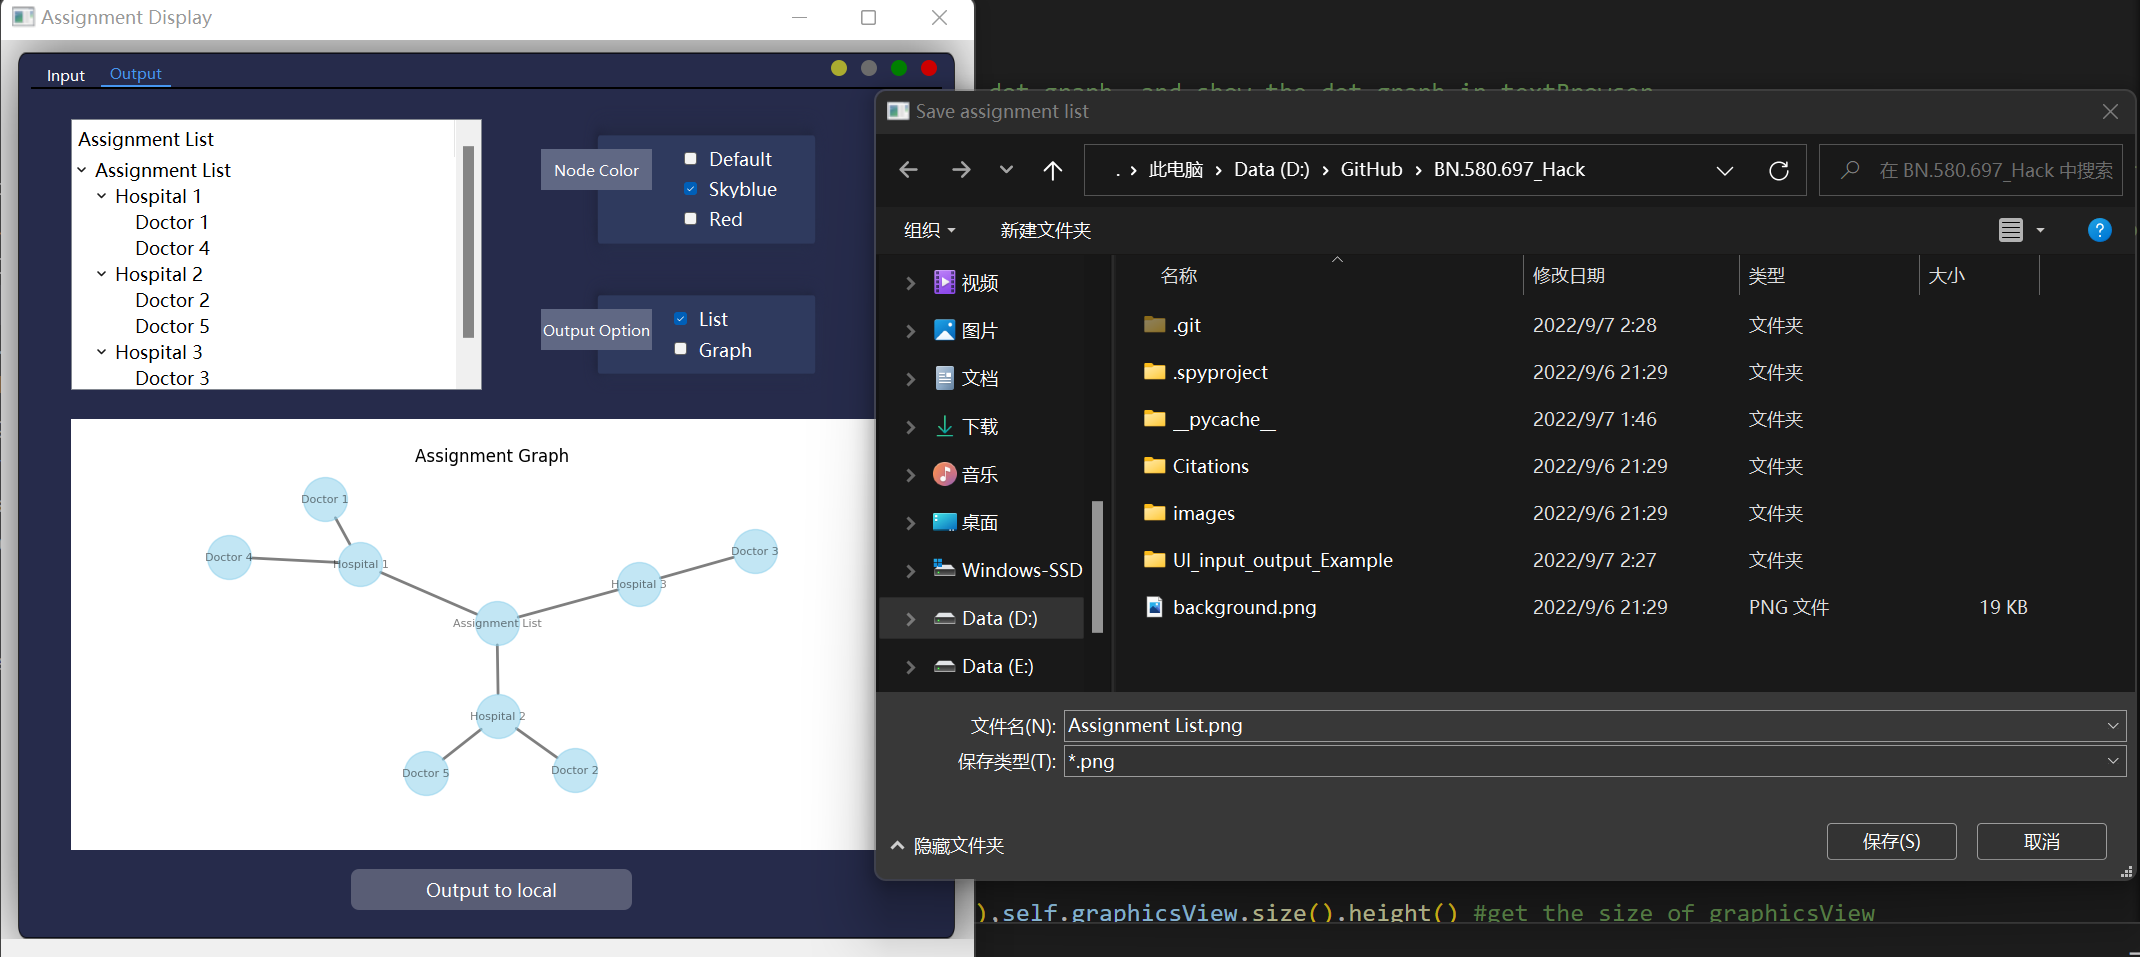 Assignment Display
Input
Output
Assignment List
Assignment List
Hospital 1
Doctor 1
Doctor 4
Hospital 2
Doctor 2
Doctor 5
Hospital 3
Doctor 3
Node Color
Default
Skyblue
Red
Output Option
List
Graph
Assignment Graph
Doctor 1
Doctor 4
Hospital 1
Doctor 3
Hospital 3
Assignment List
Hospital 2
Doctor 5
Doctor 2
Output to local
dot graph, and show the dot graph in textBrowser
Save assignment list
. › 此电脑 › Data (D:) › GitHub › BN.580.697_Hack
在 BN.580.697_Hack 中搜索
组织
新建文件夹
?
视频
图片
文档
下载
音乐
桌面
Windows-SSD
Data (D:)
Data (E:)
名称 修改日期 类型 大小
.git 2022/9/7 2:28 文件夹
.spyproject 2022/9/6 21:29 文件夹
__pycache__ 2022/9/7 1:46 文件夹
Citations 2022/9/6 21:29 文件夹
images 2022/9/6 21:29 文件夹
UI_input_output_Example 2022/9/7 2:27 文件夹
background.png 2022/9/6 21:29 PNG 文件 19 KB
文件名(N): Assignment List.png
保存类型(T): *.png
隐藏文件夹
保存(S)
取消
),self.graphicsView.size().height() #get the size of graphicsView